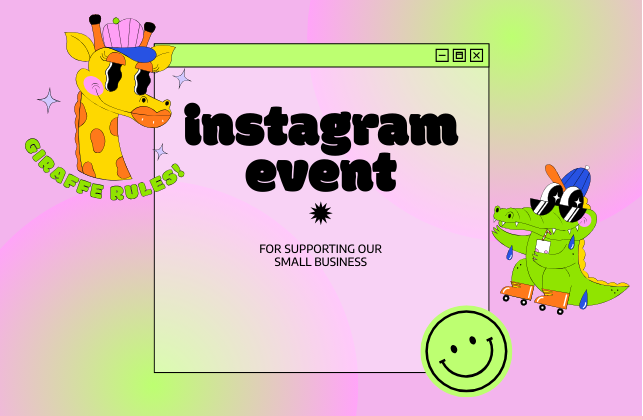 GIRAFFE RULES!
instagram
event
FOR SUPPORTING OUR
SMALL BUSINESS